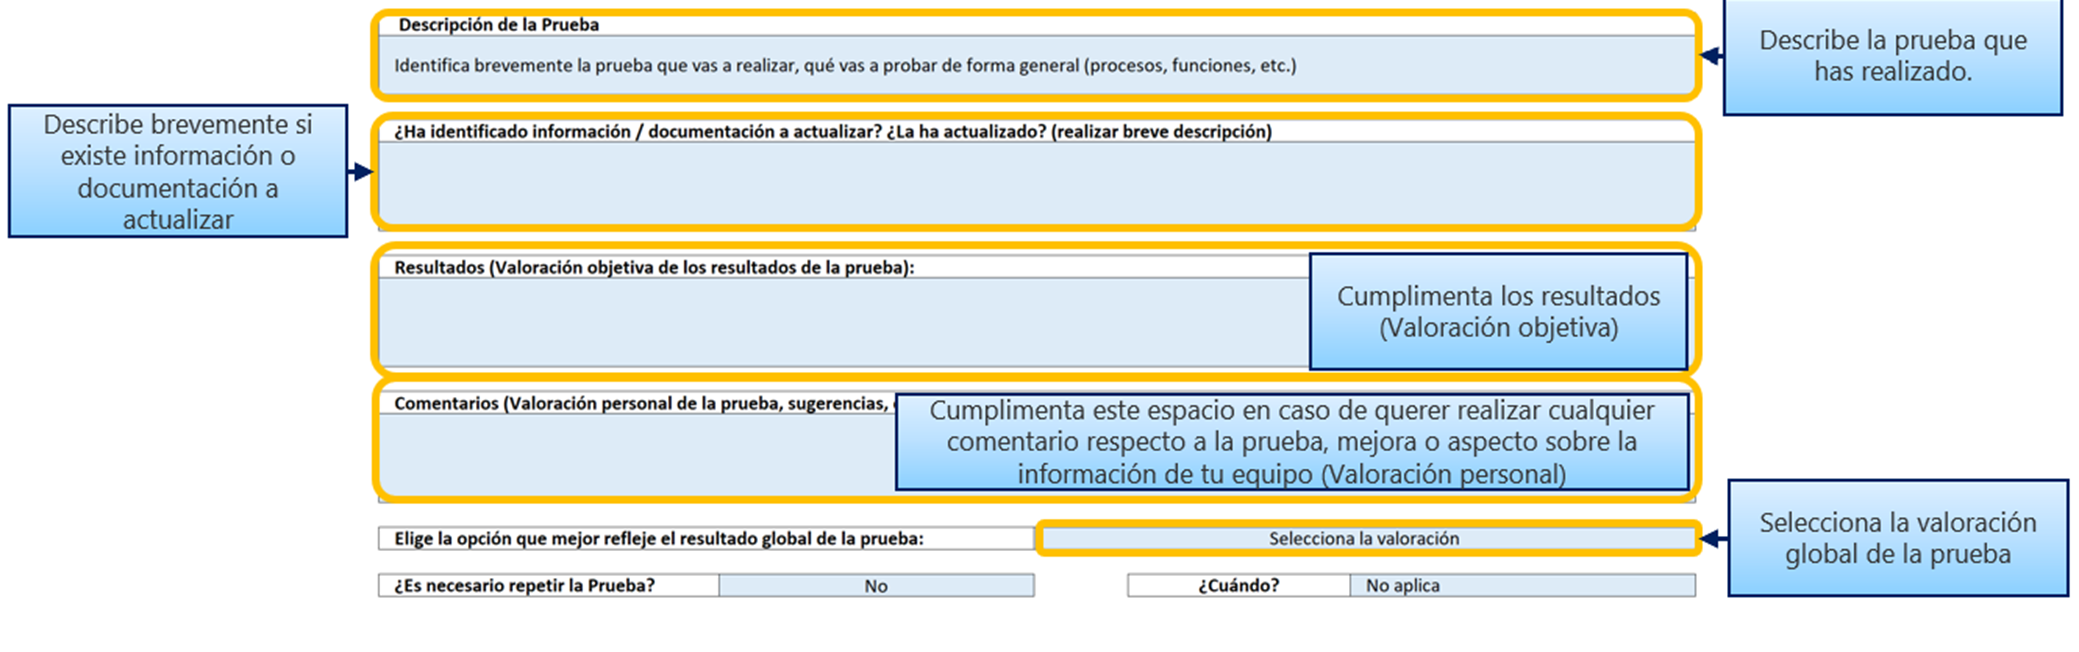 Descripción de la Prueba
Identifica brevemente la prueba que vas a realizar, qué vas a probar de forma general (procesos, funciones, etc.)
Describe la prueba que
has realizado.
Describe brevemente si
existe información o
documentación a
actualizar
¿Ha identificado información / documentación a actualizar? ¿La ha actualizado? (realizar breve descripción)
Resultados (Valoración objetiva de los resultados de la prueba):
Cumplimenta los resultados
(Valoración objetiva)
Comentarios (Valoración personal de la prueba, sugerencias,
Cumplimenta este espacio en caso de querer realizar cualquier
comentario respecto a la prueba, mejora o aspecto sobre la
información de tu equipo (Valoración personal)
Elige la opción que mejor refleje el resultado global de la prueba:
Selecciona la valoración
Selecciona la valoración
global de la prueba
¿Es necesario repetir la Prueba?
No
¿Cuándo?
No aplica